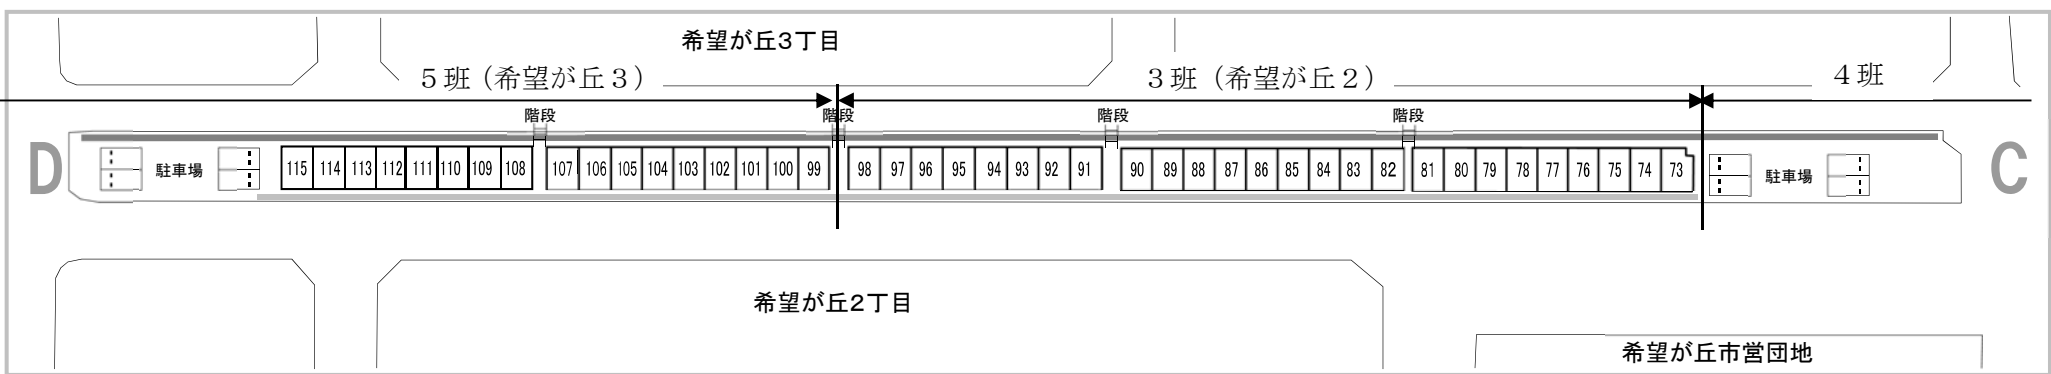 希望が丘3丁目
5班（希望が丘3） 3班（希望が丘2） 4班
階段 階段 階段 階段
D 駐車場 115 114 113 112 111 110 109 108 107 106 105 104 103 102 101 100 99 98 97 96 95 94 93 92 91 90 89 88 87 86 85 84 83 82 81 80 79 78 77 76 75 74 73 駐車場 C
希望が丘2丁目
希望が丘市営団地